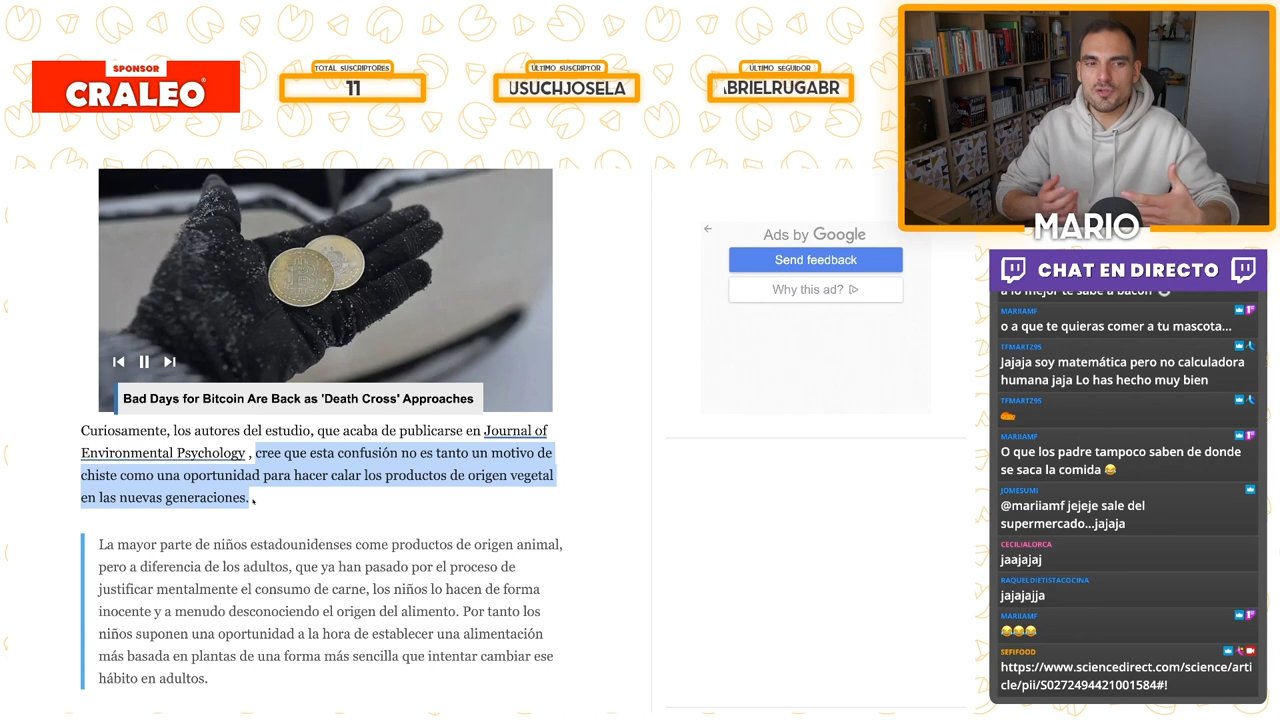 SPONSOR
CRALEO
TOTAL SUSCRIPTORES
11
ÚLTIMO SUSCRIPTOR
USUCHJOSELA
ÚLTIMO SEGUIDOR
BRIELRUGABR
MARIO
Bad Days for Bitcoin Are Back as 'Death Cross' Approaches
Curiosamente, los autores del estudio, que acaba de publicarse en Journal of
Environmental Psychology , cree que esta confusión no es tanto un motivo de
chiste como una oportunidad para hacer calar los productos de origen vegetal
en las nuevas generaciones.
La mayor parte de niños estadounidenses come productos de origen animal,
pero a diferencia de los adultos, que ya han pasado por el proceso de
justificar mentalmente el consumo de carne, los niños lo hacen de forma
inocente y a menudo desconociendo el origen del alimento. Por tanto los
niños suponen una oportunidad a la hora de establecer una alimentación
más basada en plantas de una forma más sencilla que intentar cambiar ese
hábito en adultos.
Ads by Google
Send feedback
Why this ad?
CHAT EN DIRECTO
a lo mejor te sabe a bacon
MARIIAMF
o a que te quieras comer a tu mascota...
TFMARTZ95
Jajaja soy matemática pero no calculadora
humana jaja Lo has hecho muy bien
TFMARTZ95
MARIIAMF
O que los padre tampoco saben de donde
se saca la comida 😂
JOMESUMI
@mariiamf jejeje sale del
supermercado...jajaja
CECILIALORCA
jaajajaj
RAQUELDIETISTACOCINA
jajajajja
MARIIAMF
😂😂😂
SEFIFOOD
https://www.sciencedirect.com/science/arti
cle/pii/S0272494421001584#!